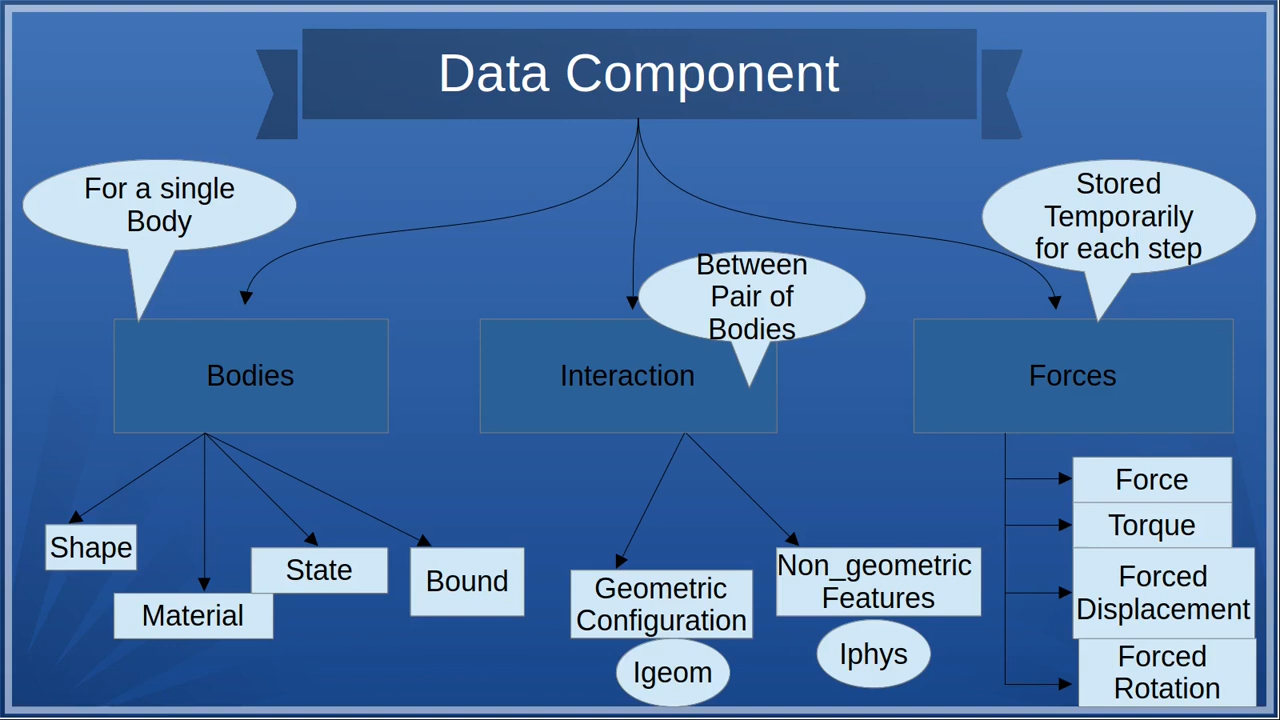 Data Component
For a single
Body
Stored
Temporarily
for each step
Between
Pair of
Bodies
Bodies
Interaction
Forces
Shape
Material
State
Bound
Geometric
Configuration
Igeom
Non_geometric
Features
Iphys
Force
Torque
Forced
Displacement
Forced
Rotation